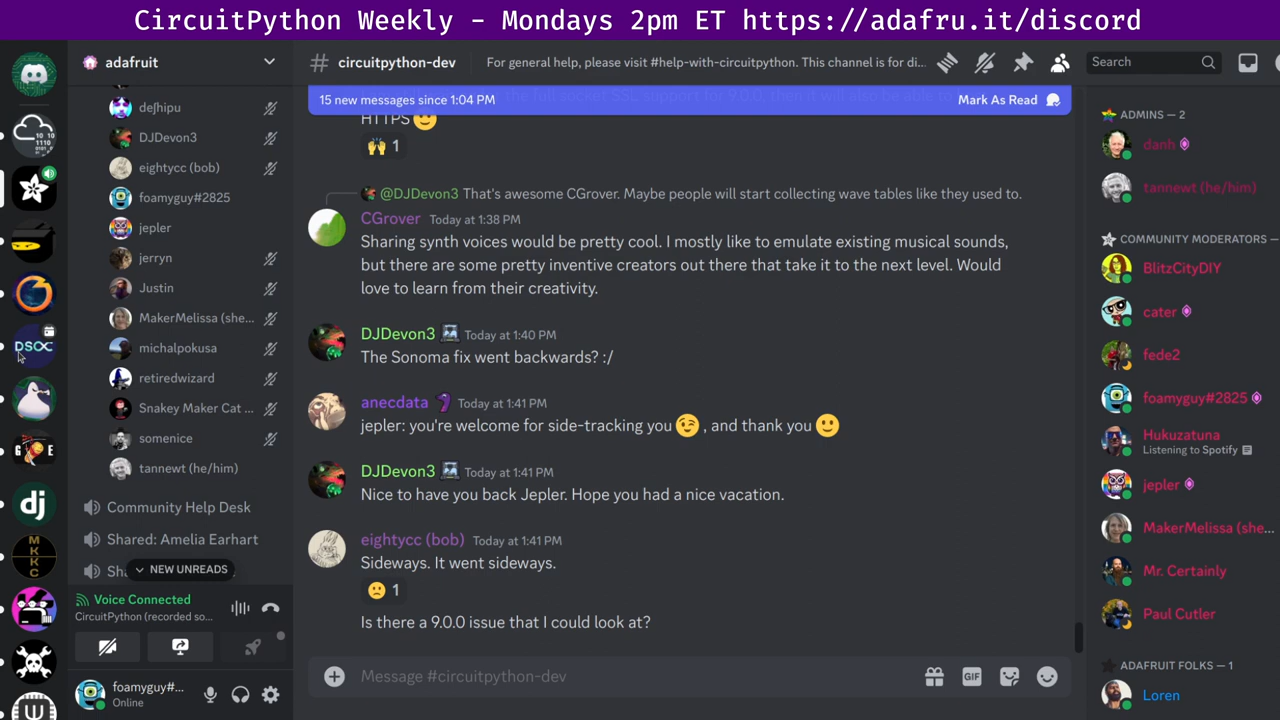 CircuitPython Weekly - Mondays 2pm ET https://adafru.it/discord
adafruit
# circuitpython-dev
For general help, please visit #help-with-circuitpython. This channel is for di...
Search
15 new messages since 1:04 PM
Mark As Read
HTTPS
1
@DJDevon3 That's awesome CGrover. Maybe people will start collecting wave tables like they used to.
CGrover Today at 1:38 PM
Sharing synth voices would be pretty cool. I mostly like to emulate existing musical sounds,
but there are some pretty inventive creators out there that take it to the next level. Would
love to learn from their creativity.
DJDevon3 Today at 1:40 PM
The Sonoma fix went backwards? :/
anecdata Today at 1:41 PM
jepler: you're welcome for side-tracking you 😉 , and thank you 🙂
DJDevon3 Today at 1:41 PM
Nice to have you back Jepler. Hope you had a nice vacation.
eightycc (bob) Today at 1:41 PM
Sideways. It went sideways.
1
Is there a 9.0.0 issue that I could look at?
Message #circuitpython-dev
GIF
deʃhipu
DJDevon3
eightycc (bob)
foamyguy#2825
jepler
jerryn
Justin
MakerMelissa (she...
michalpokusa
retiredwizard
Snakey Maker Cat ...
somenice
tannewt (he/him)
Community Help Desk
Shared: Amelia Earhart
NEW UNREADS
Voice Connected
CircuitPython (recorded so...
foamyguy#...
Online
DSOC
dj
M
K
K
C
ADMINS — 2
danh
tannewt (he/him)
COMMUNITY MODERATORS —
BlitzCityDIY
cater
fede2
foamyguy#2825
Hukuzatuna
Listening to Spotify
jepler
MakerMelissa (she...
Mr. Certainly
Paul Cutler
ADAFRUIT FOLKS — 1
Loren